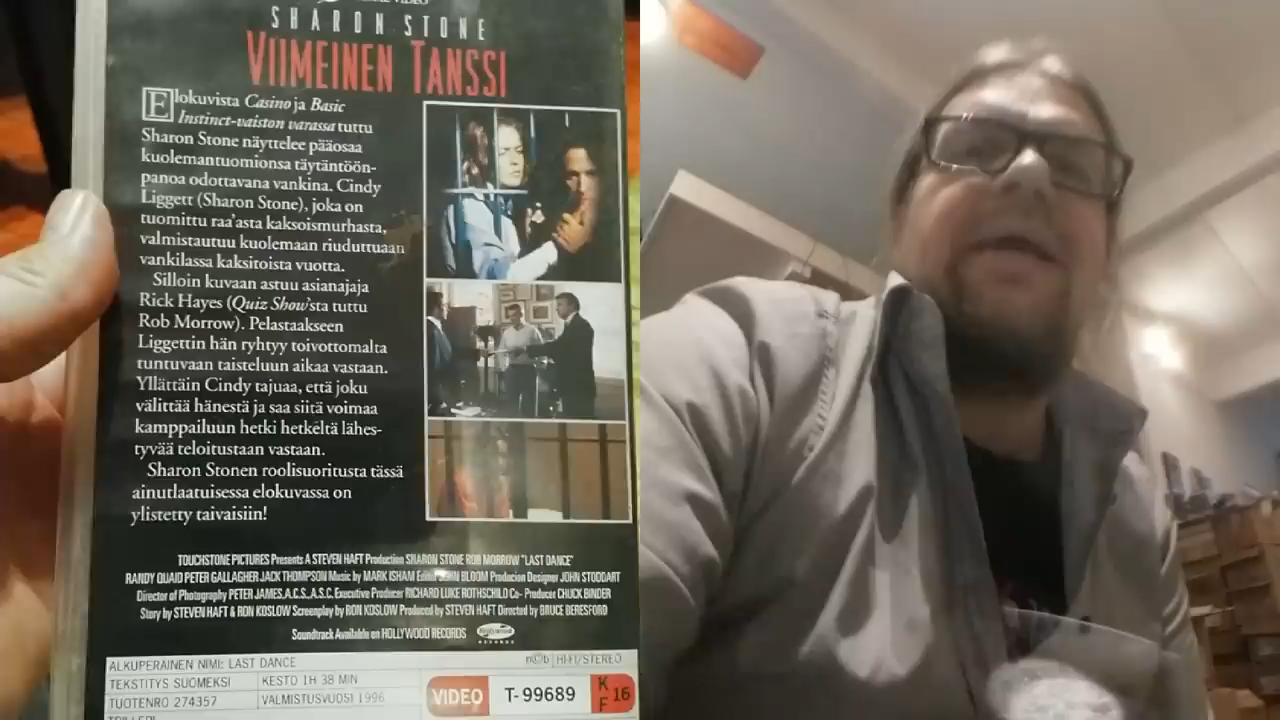 SHARON STONE
VIIMEINEN TANSSI
Elokuvista Casino ja Basic
Instinct-vaiston varassa tuttu
Sharon Stone näyttelee pääosaa
kuolemantuomionsa täytäntöön-
panoa odottavana vankina. Cindy
Liggett (Sharon Stone), joka on
tuomittu raa'asta kaksoismurhasta,
valmistautuu kuolemaan riuduttuaan
vankilassa kaksitoista vuotta.
Silloin kuvaan astuu asianajaja
Rick Hayes (Quiz Show'sta tuttu
Rob Morrow). Pelastaakseen
Liggettin hän ryhtyy toivottomalta
tuntuvaan taisteluun aikaa vastaan.
Yllättäin Cindy tajuaa, että joku
välittää hänestä ja saa siitä voimaa
kamppailuun hetki hetkeltä lähes-
tyvää teloitustaan vastaan.
Sharon Stonen roolisuoritusta tässä
ainutlaatuisessa elokuvassa on
ylistetty taivaisiin!
TOUCHSTONE PICTURES Presents A STEVEN HAFT Production SHARON STONE ROB MORROW "LAST DANCE"
RANDY QUAID PETER GALLAGHER JACK THOMPSON Music by MARK ISHAM Editor JOHN BLOOM Producion Designer JOHN STODDART
Director of Photography PETER JAMES,A.C.S.,A.S.C. Executive Producer RICHARD LUKE ROTHSCHILD Co- Producer CHUCK BINDER
Story by STEVEN HAFT & RON KOSLOW Screenplay by RON KOSLOW Produced by STEVEN HAFT Directed by BRUCE BERESFORD
Soundtrack Available on HOLLYWOOD RECORDS
ALKUPERAINEN NIMI: LAST DANCE
HI-FI/STEREO
TEKSTITYS SUOMEKSI KESTO 1H 38 MIN
TUOTENRO 274357 VALMISTUSVUOSI 1996
VIDEO T-99689 K F 16